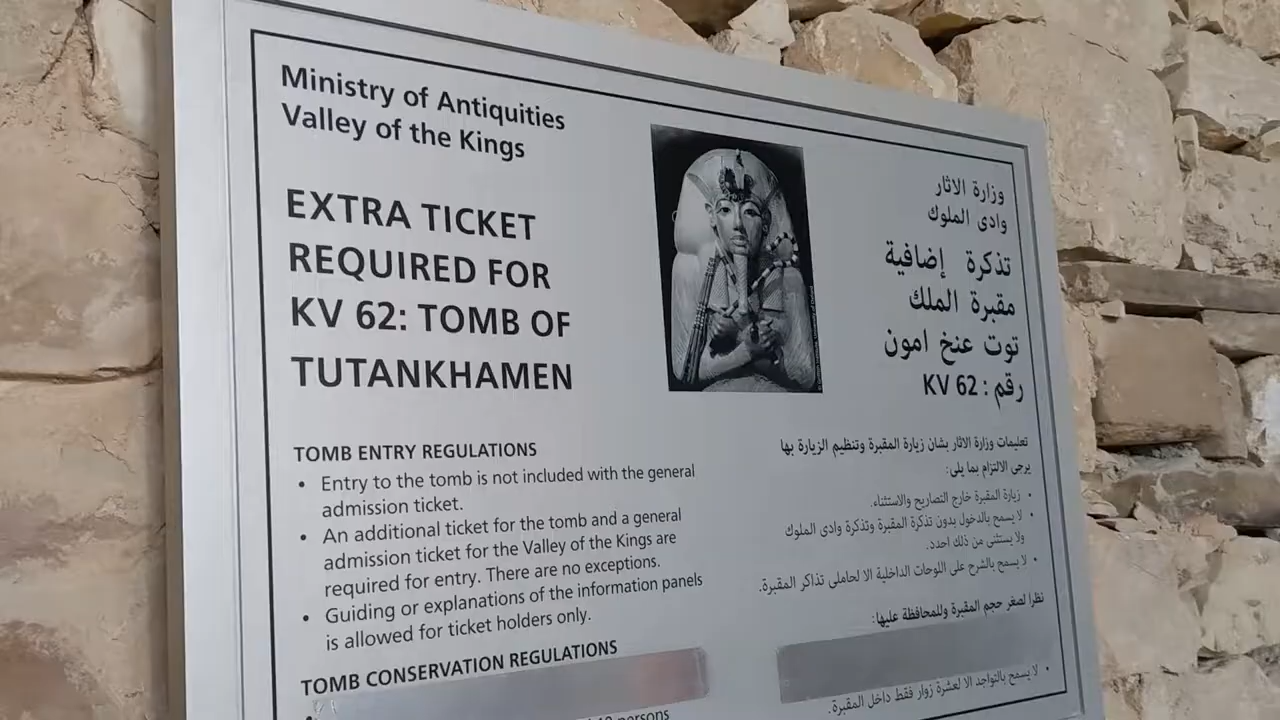 Ministry of Antiquities
Valley of the Kings
EXTRA TICKET
REQUIRED FOR
KV 62: TOMB OF
TUTANKHAMEN
TOMB ENTRY REGULATIONS
• Entry to the tomb is not included with the general
admission ticket.
• An additional ticket for the tomb and a general
admission ticket for the Valley of the Kings are
required for entry. There are no exceptions.
• Guiding or explanations of the information panels
is allowed for ticket holders only.
TOMB CONSERVATION REGULATIONS
persons
وزارة الاثار
وادى الملوك
تذكرة إضافية
مقبرة الملك
توت عنخ امون
رقم : KV 62
تعليمات وزارة الاثار بشان زيارة المقبرة وتنظيم الزيارة بها
يرجى الالتزام بما يلى:
• زيارة المقبرة خارج التصاريح والاستثناء.
• لا يسمح بالدخول بدون تذكرة المقبرة وتذكرة وادى الملوك
ولا يستثنى من ذلك احدد.
• لا يسمح بالشرح على اللوحات الداخلية الا لحاملى تذاكر المقبرة.
نظرا لصغر حجم المقبرة وللمحافظة عليها:
• لا يسمح بالتواجد الا لعشرة زوار فقط داخل المقبرة.